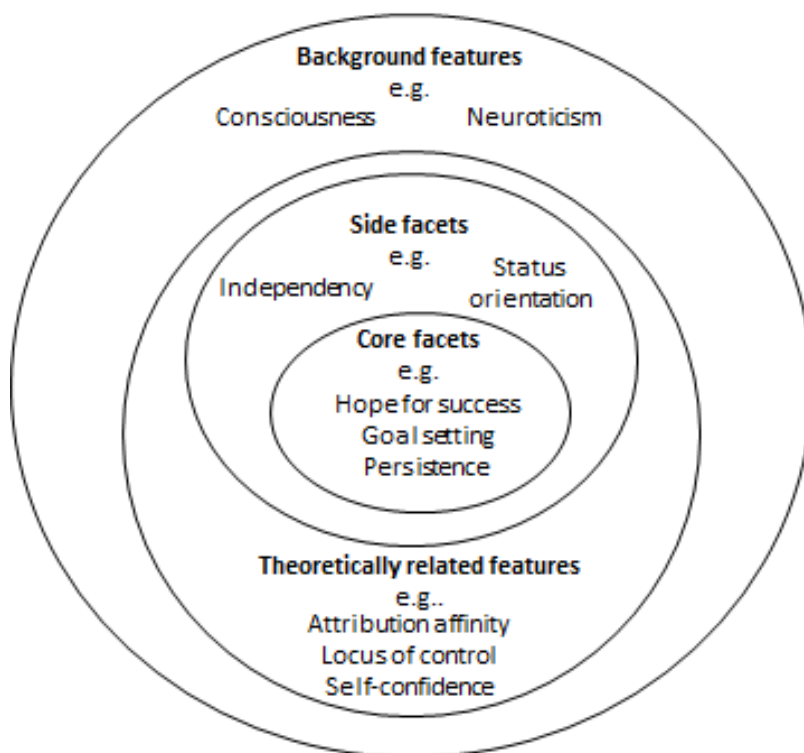 Background features
e.g.
Consciousness Neuroticism
Side facets
e.g.
Independency
Status
orientation
Core facets
e.g.
Hope for success
Goal setting
Persistence
Theoretically related features
e.g..
Attribution affinity
Locus of control
Self-confidence